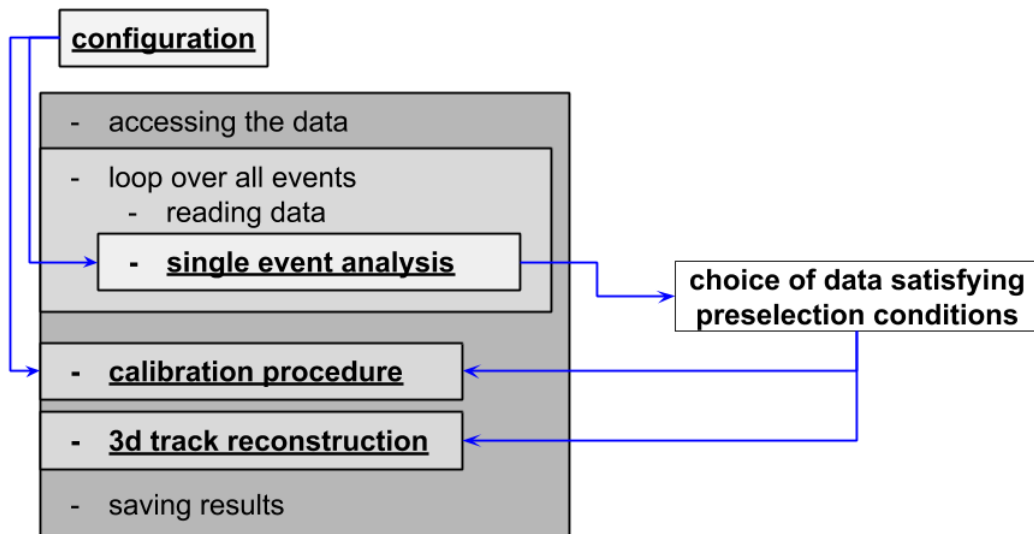 configuration
- accessing the data
- loop over all events
- reading data
- single event analysis
choice of data satisfying
preselection conditions
- calibration procedure
- 3d track reconstruction
- saving results